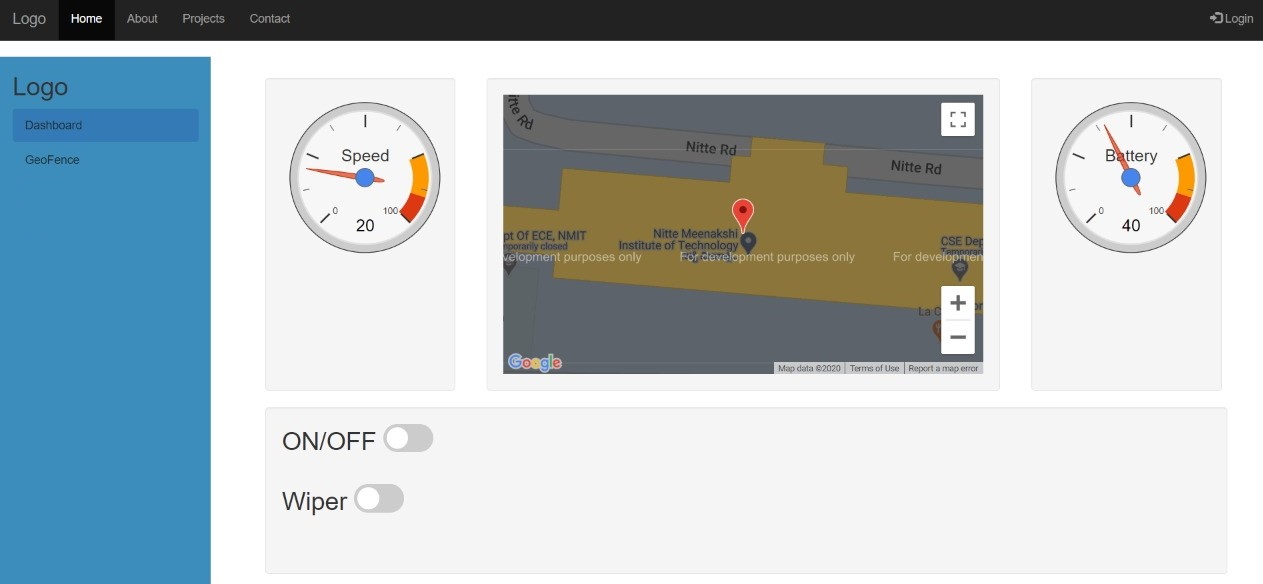 Logo Home About Projects Contact Login
Logo
Dashboard
GeoFence
Speed
0 100
20
Nitte Rd
Nitte Rd
Nitte Rd
pt Of ECE, NMIT
mporarily closed
Nitte Meenakshi
Institute of Technology
CSE Dep
Temporari
velopment purposes only
For development purposes only
For developmen
La C
Google
Map data ©2020 Terms of Use Report a map error
Battery
0 100
40
ON/OFF
Wiper